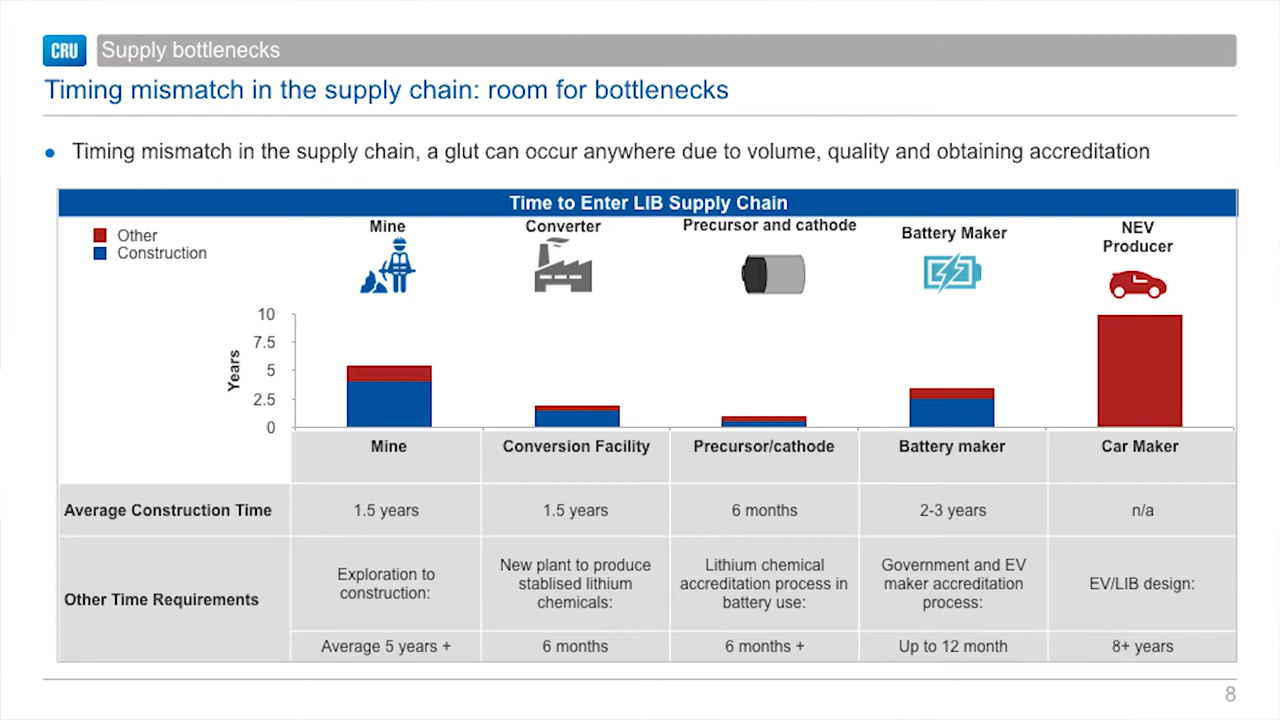 CRU
Supply bottlenecks
Timing mismatch in the supply chain: room for bottlenecks
• Timing mismatch in the supply chain, a glut can occur anywhere due to volume, quality and obtaining accreditation
Time to Enter LIB Supply Chain
Other
Construction
Mine
Converter
Precursor and cathode
Battery Maker
NEV
Producer
Years
10
7.5
5
2.5
0
Mine
Conversion Facility
Precursor/cathode
Battery maker
Car Maker
Average Construction Time
1.5 years
1.5 years
6 months
2-3 years
n/a
Other Time Requirements
Exploration to
construction:
New plant to produce
stablised lithium
chemicals:
Lithium chemical
accreditation process in
battery use:
Government and EV
maker accreditation
process:
EV/LIB design:
Average 5 years +
6 months
6 months +
Up to 12 month
8+ years
8